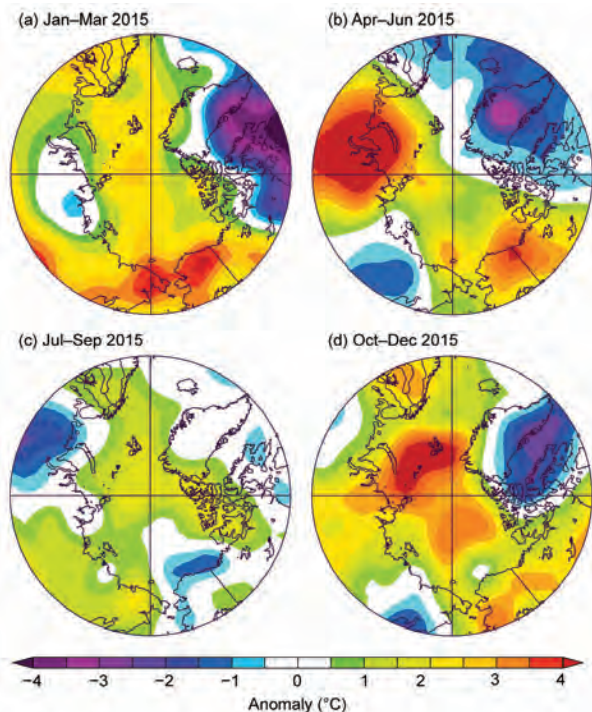 (a) Jan–Mar 2015
(b) Apr–Jun 2015
(c) Jul–Sep 2015
(d) Oct–Dec 2015
−4 −3 −2 −1 0 1 2 3 4
Anomaly (°C)